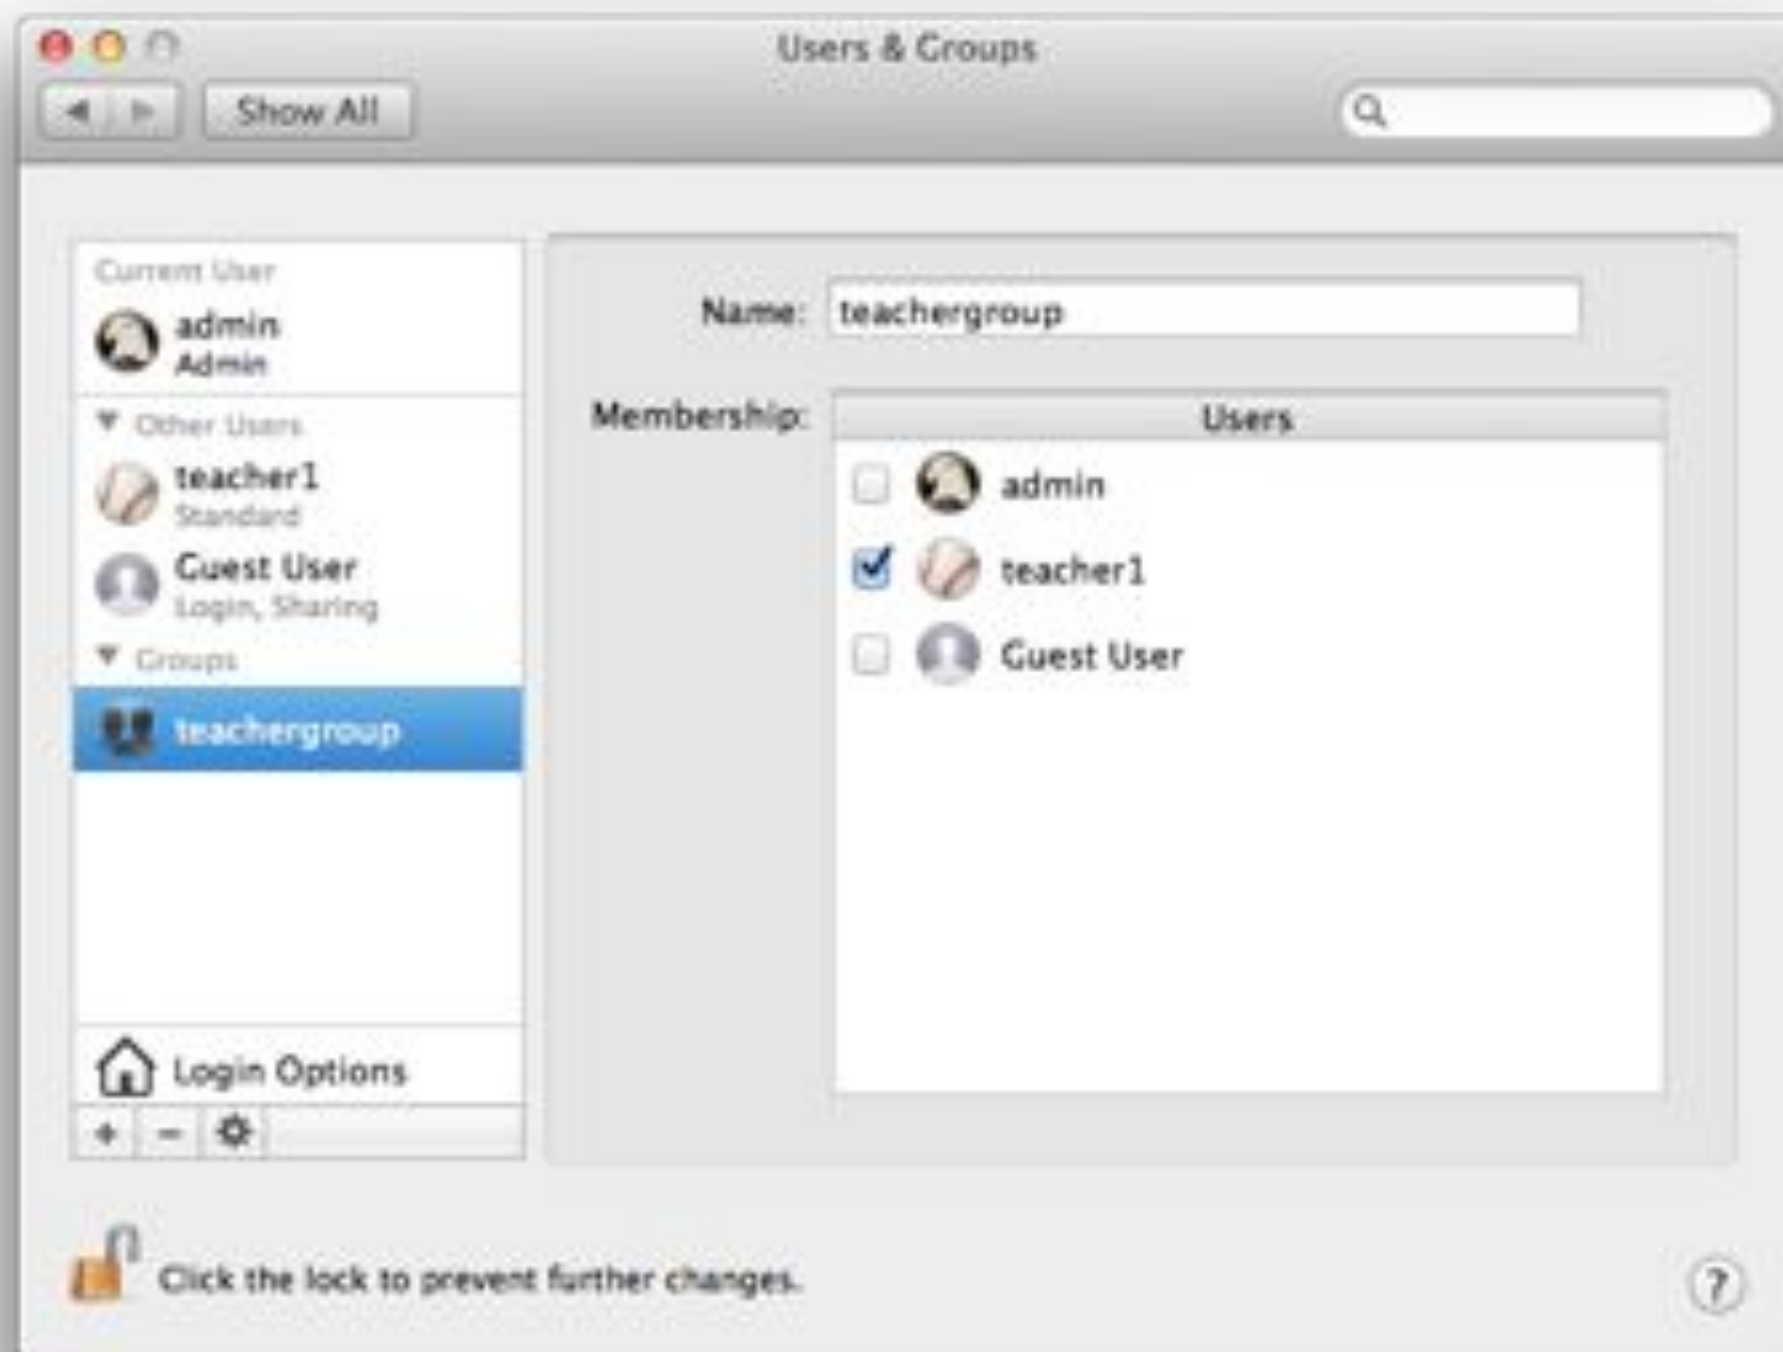 Users & Groups
Show All
Current User
admin
Admin
Other Users
teacher1
Standard
Guest User
Login, Sharing
Groups
teachergroup
Login Options
Name: teachergroup
Membership:
Users
admin
teacher1
Guest User
Click the lock to prevent further changes.
?